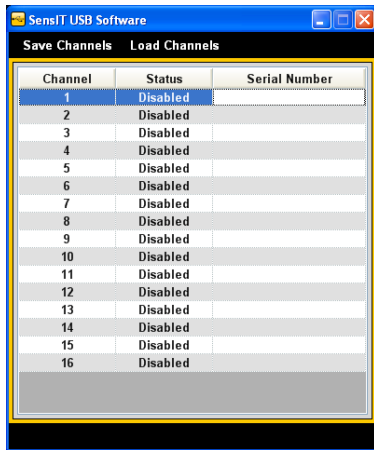 SensIT USB Software
Save Channels Load Channels
Channel Status Serial Number
1 Disabled
2 Disabled
3 Disabled
4 Disabled
5 Disabled
6 Disabled
7 Disabled
8 Disabled
9 Disabled
10 Disabled
11 Disabled
12 Disabled
13 Disabled
14 Disabled
15 Disabled
16 Disabled